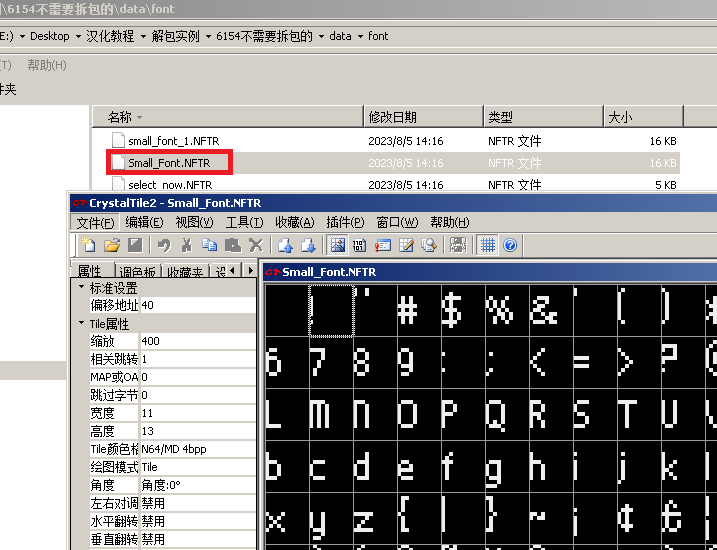 \6154不需要拆包的\data\font
E:) Desktop 汉化教程 解包实例 6154不需要拆包的 data font
(T) 帮助(H)
件夹
名称 修改日期 类型 大小
small_font_1.NFTR 2023/8/5 14:16 NFTR 文件 16 KB
Small_Font.NFTR 2023/8/5 14:16 NFTR 文件 16 KB
select_now.NFTR 2023/8/5 14:16 NFTR 文件 5 KB
CrystalTile2 - Small_Font.NFTR
文件(F) 编辑(E) 视图(V) 工具(T) 收藏(A) 插件(P) 窗口(W) 帮助(H)
属性 调色板 收藏夹
Small_Font.NFTR
标准设置
偏移地址 40
Tile属性
缩放 400
相关跳转 1
MAP或OA 0
跳过字节 0
宽度 11
高度 13
Tile颜色格 N64/MD 4bpp
绘图模式 Tile
角度 角度:0°
左右对调 禁用
水平翻转 禁用
垂直翻转 禁用
! " # $ % & ' ( )
6 7 8 9 : ; < = > ?
L M N O P Q R S T U
b c d e f g h i j k l
x y z { | } ~ ¡ ¢